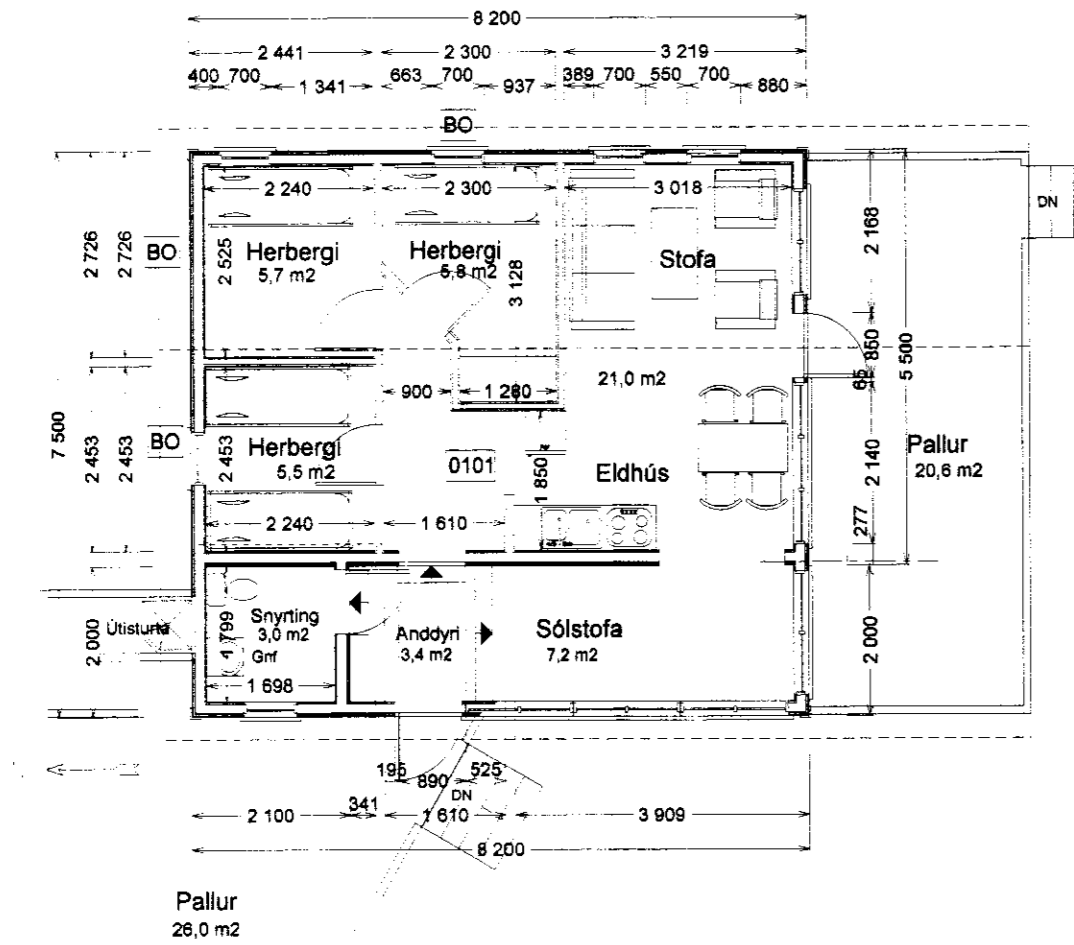 8 200
2 441 2 300 3 219
400 700 1 341 663 700 937 389 700 550 700 880
BO
2 240 2 300 3 018
DN
2 726 2 726 BO 2 525 Herbergi Herbergi 3 128 Stofa 2 168
5,7 m2 5,8 m2
850
65
5 500
900 1 280 21,0 m2
7 500
2 453 2 453 BO 2 453 Herbergi 0101 1 850 Eldhús 2 140 Pallur
5,5 m2 20,6 m2
277
2 240 1 610
Útisturta 2 000 1 799 Snyrting Anddyri Sólstofa 2 000
3,0 m2 3,4 m2 7,2 m2
Gnf
1 698
195 890 525
DN
2 100 341 1 610 3 909
8 200
Pallur
26,0 m2